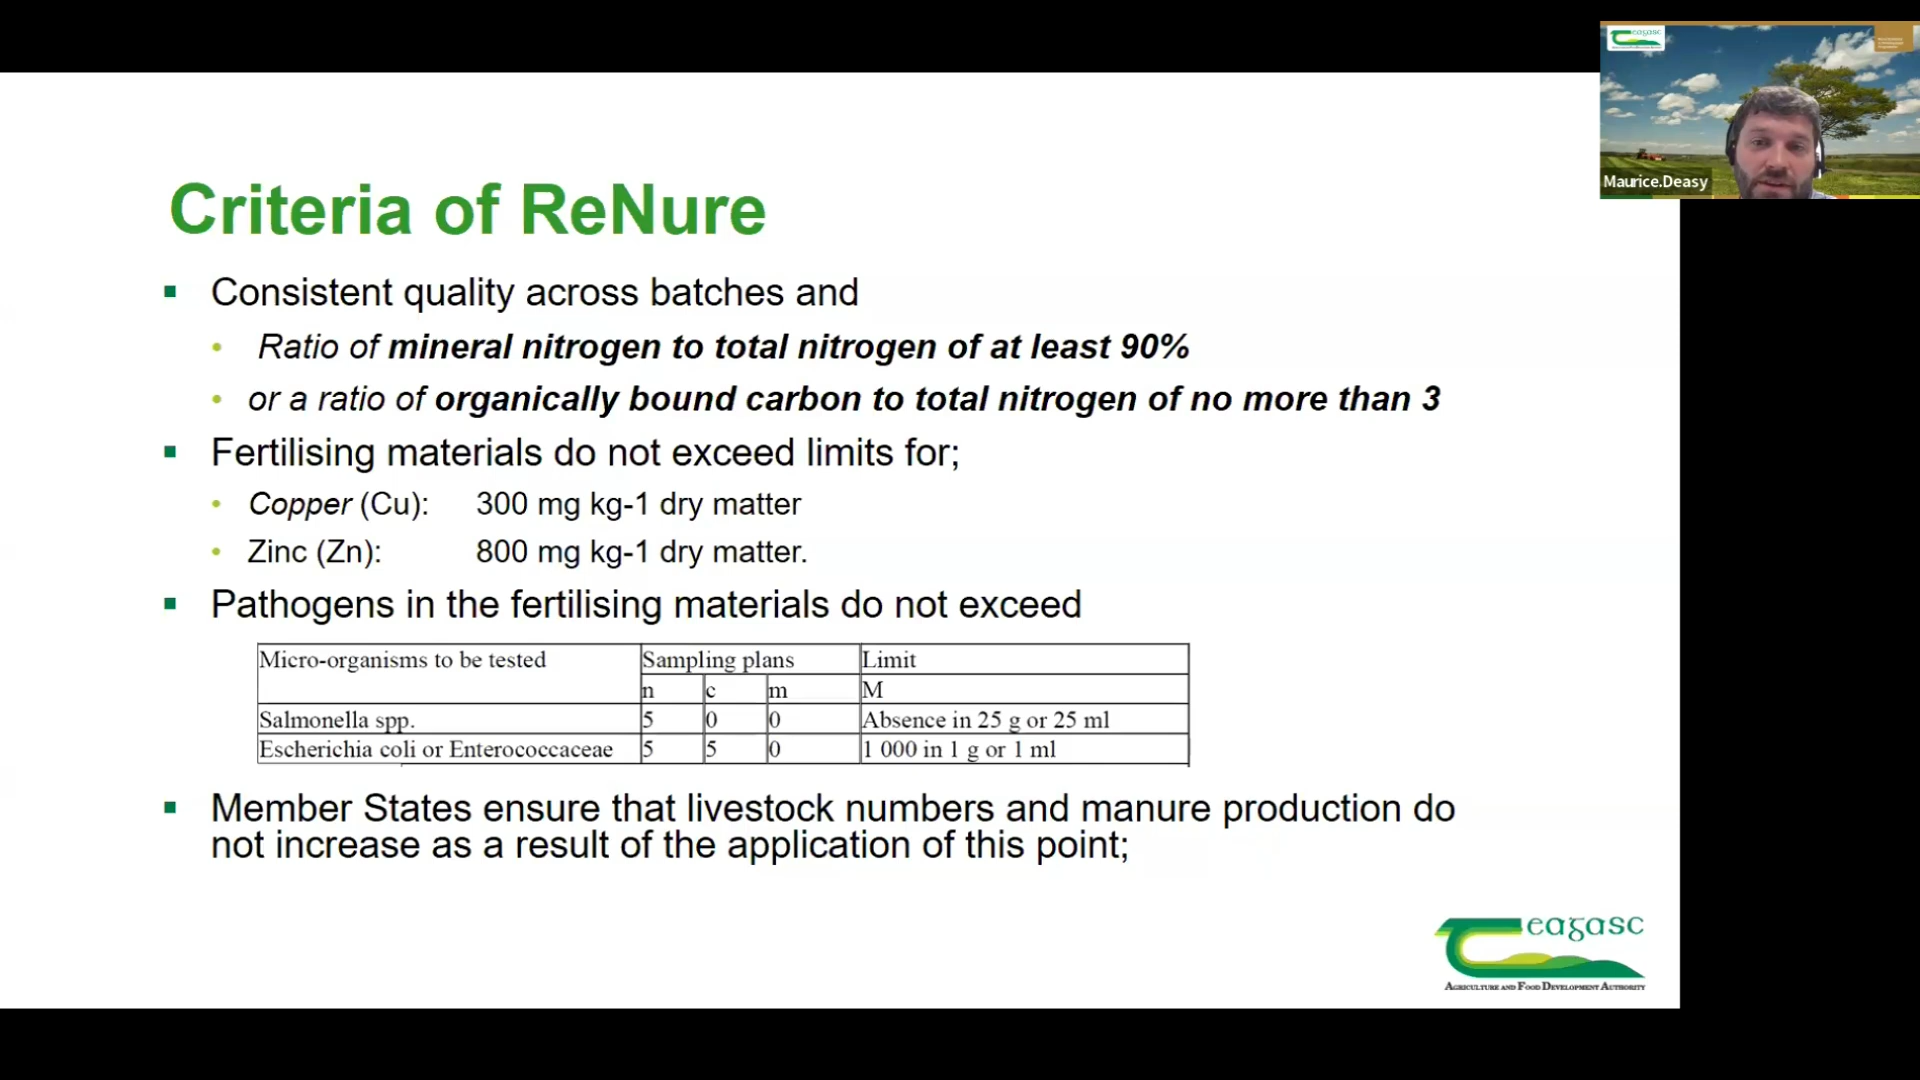 eagasc
Maurice.Deasy
Criteria of ReNure
▪ Consistent quality across batches and
• Ratio of mineral nitrogen to total nitrogen of at least 90%
• or a ratio of organically bound carbon to total nitrogen of no more than 3
▪ Fertilising materials do not exceed limits for;
• Copper (Cu): 300 mg kg-1 dry matter
• Zinc (Zn): 800 mg kg-1 dry matter.
▪ Pathogens in the fertilising materials do not exceed
Micro-organisms to be tested Sampling plans Limit
n c m M
Salmonella spp. 5 0 0 Absence in 25 g or 25 ml
Escherichia coli or Enterococcaceae 5 5 0 1 000 in 1 g or 1 ml
▪ Member States ensure that livestock numbers and manure production do
not increase as a result of the application of this point;
eagasc
AGRICULTURE AND FOOD DEVELOPMENT AUTHORITY